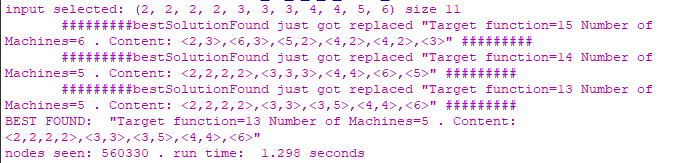 input selected: (2, 2, 2, 2, 3, 3, 3, 4, 4, 5, 6) size 11
#########bestSolutionFound just got replaced "Target function=15 Number of
Machines=6 . Content: <2,3>,<6,3>,<5,2>,<4,2>,<4,2>,<3>" #########
#########bestSolutionFound just got replaced "Target function=14 Number of
Machines=5 . Content: <2,2,2,2>,<3,3,3>,<4,4>,<6>,<5>" #########
#########bestSolutionFound just got replaced "Target function=13 Number of
Machines=5 . Content: <2,2,2,2>,<3,3>,<3,5>,<4,4>,<6>" #########
BEST FOUND:  "Target function=13 Number of Machines=5 . Content:
<2,2,2,2>,<3,3>,<3,5>,<4,4>,<6>"
nodes seen: 560330 . run time:  1.298 seconds